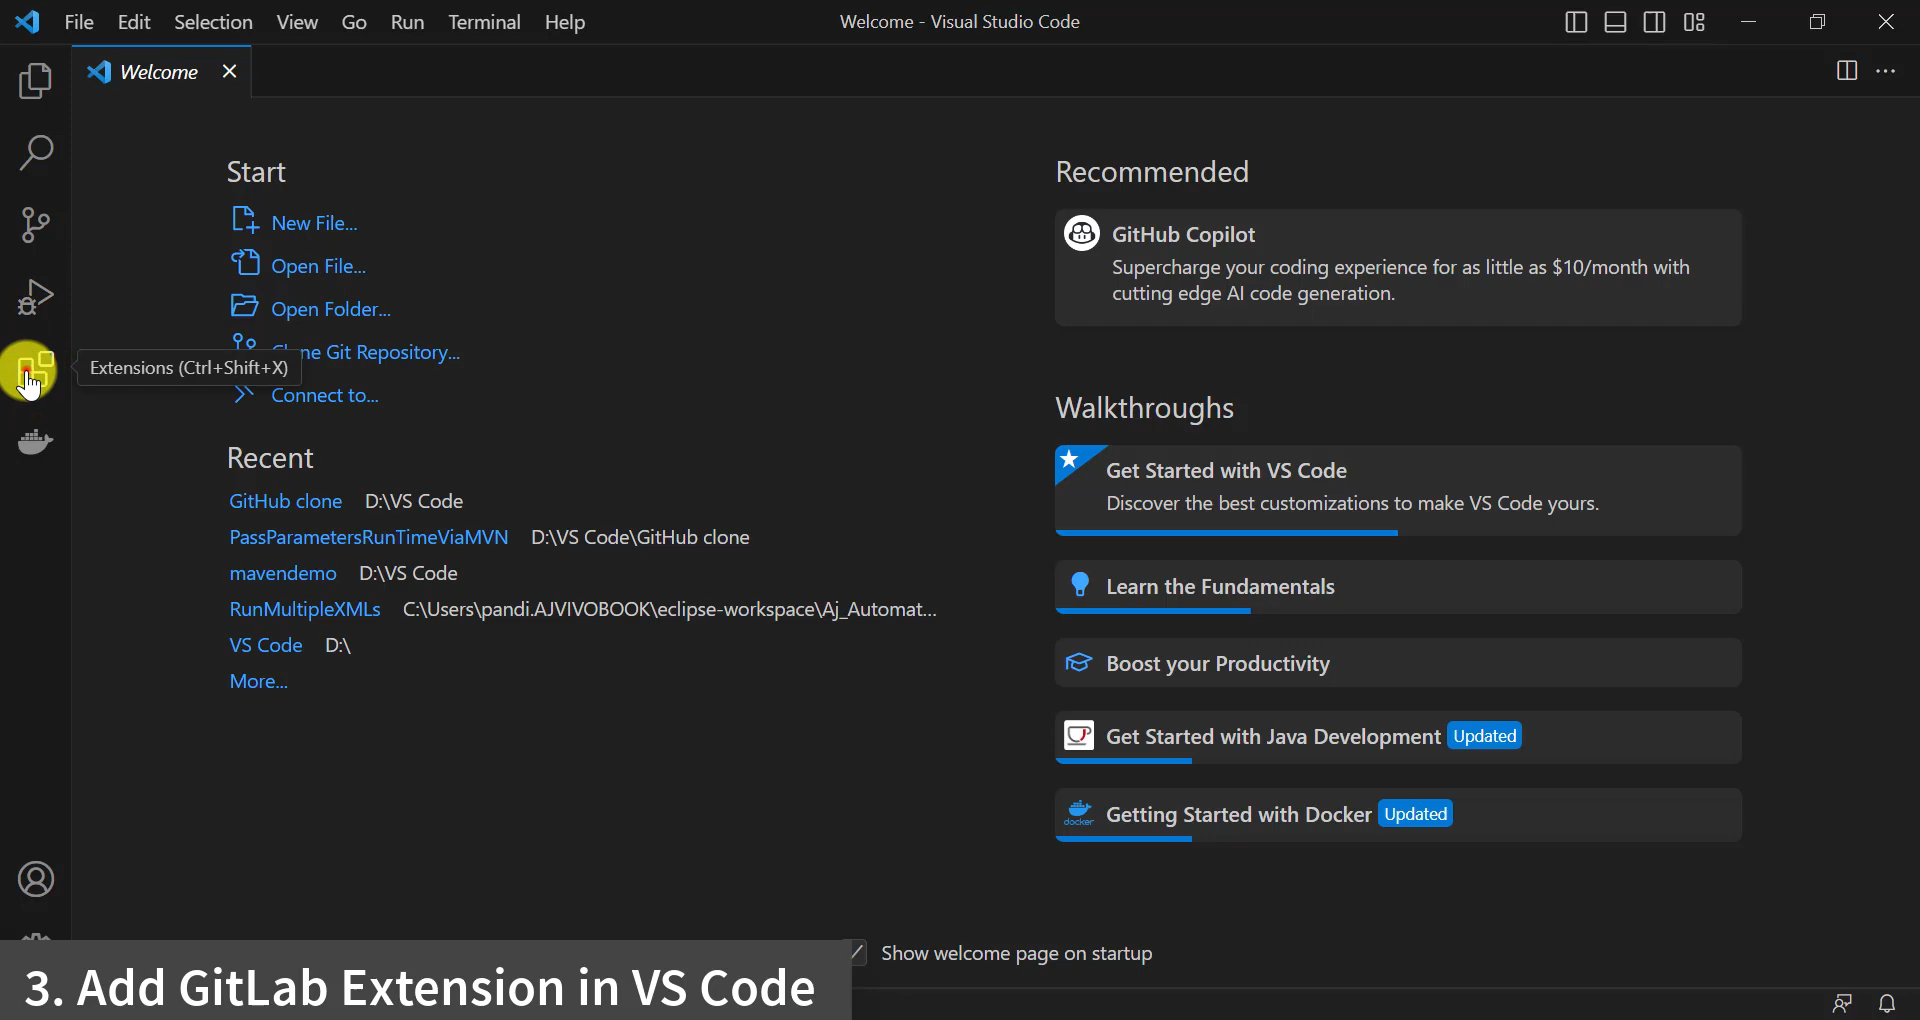 File Edit Selection View Go Run Terminal Help
Welcome - Visual Studio Code
Welcome
Start
New File...
Open File...
Open Folder...
ne Git Repository...
Extensions (Ctrl+Shift+X)
Connect to...
Recent
GitHub clone D:\VS Code
PassParametersRunTimeViaMVN D:\VS Code\GitHub clone
mavendemo D:\VS Code
RunMultipleXMLs C:\Users\pandi.AJVIVOBOOK\eclipse-workspace\Aj_Automat...
VS Code D:\
More...
Recommended
GitHub Copilot
Supercharge your coding experience for as little as $10/month with
cutting edge AI code generation.
Walkthroughs
Get Started with VS Code
Discover the best customizations to make VS Code yours.
Learn the Fundamentals
Boost your Productivity
Get Started with Java Development Updated
docker
Getting Started with Docker Updated
Show welcome page on startup
3. Add GitLab Extension in VS Code